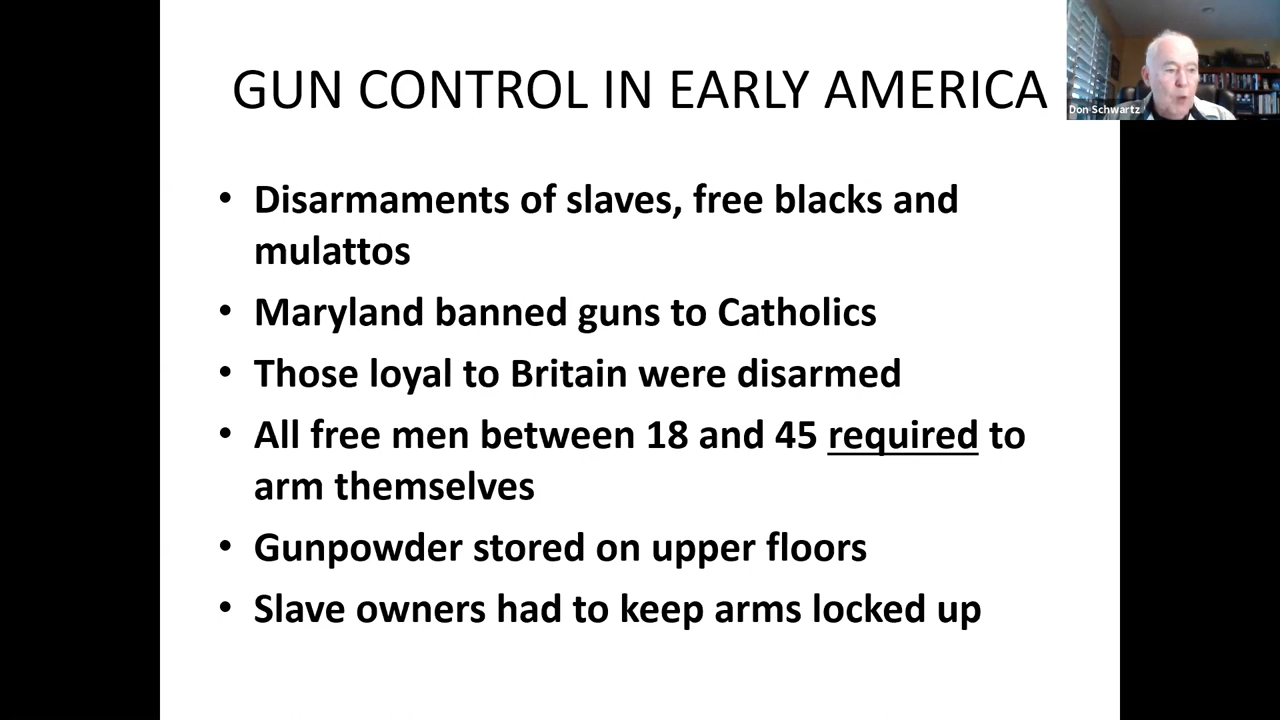 GUN CONTROL IN EARLY AMERICA
Don Schwartz
• Disarmaments of slaves, free blacks and
mulattos
• Maryland banned guns to Catholics
• Those loyal to Britain were disarmed
• All free men between 18 and 45 required to
arm themselves
• Gunpowder stored on upper floors
• Slave owners had to keep arms locked up